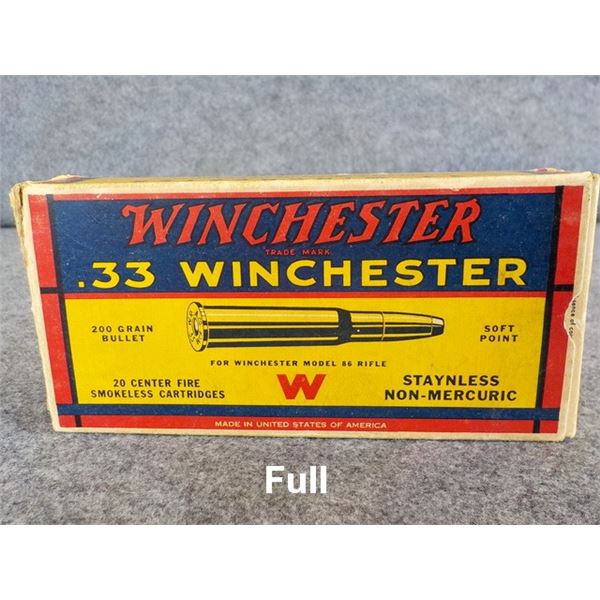 WINCHESTER
TRADE MARK
.33 WINCHESTER
200 GRAIN
BULLET
SOFT
POINT
FOR WINCHESTER MODEL 86 RIFLE
20 CENTER FIRE
SMOKELESS CARTRIDGES
W
STAYNLESS
NON-MERCURIC
MADE IN UNITED STATES OF AMERICA
Full